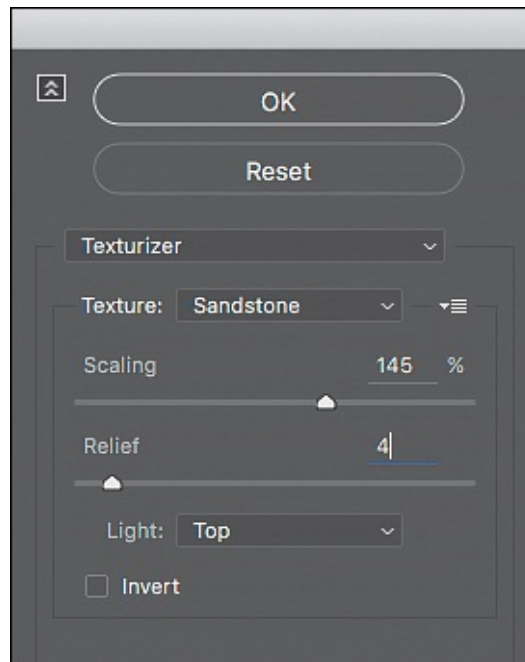 OK
Reset
Texturizer
Texture: Sandstone
Scaling 145 %
Relief 4
Light: Top
Invert